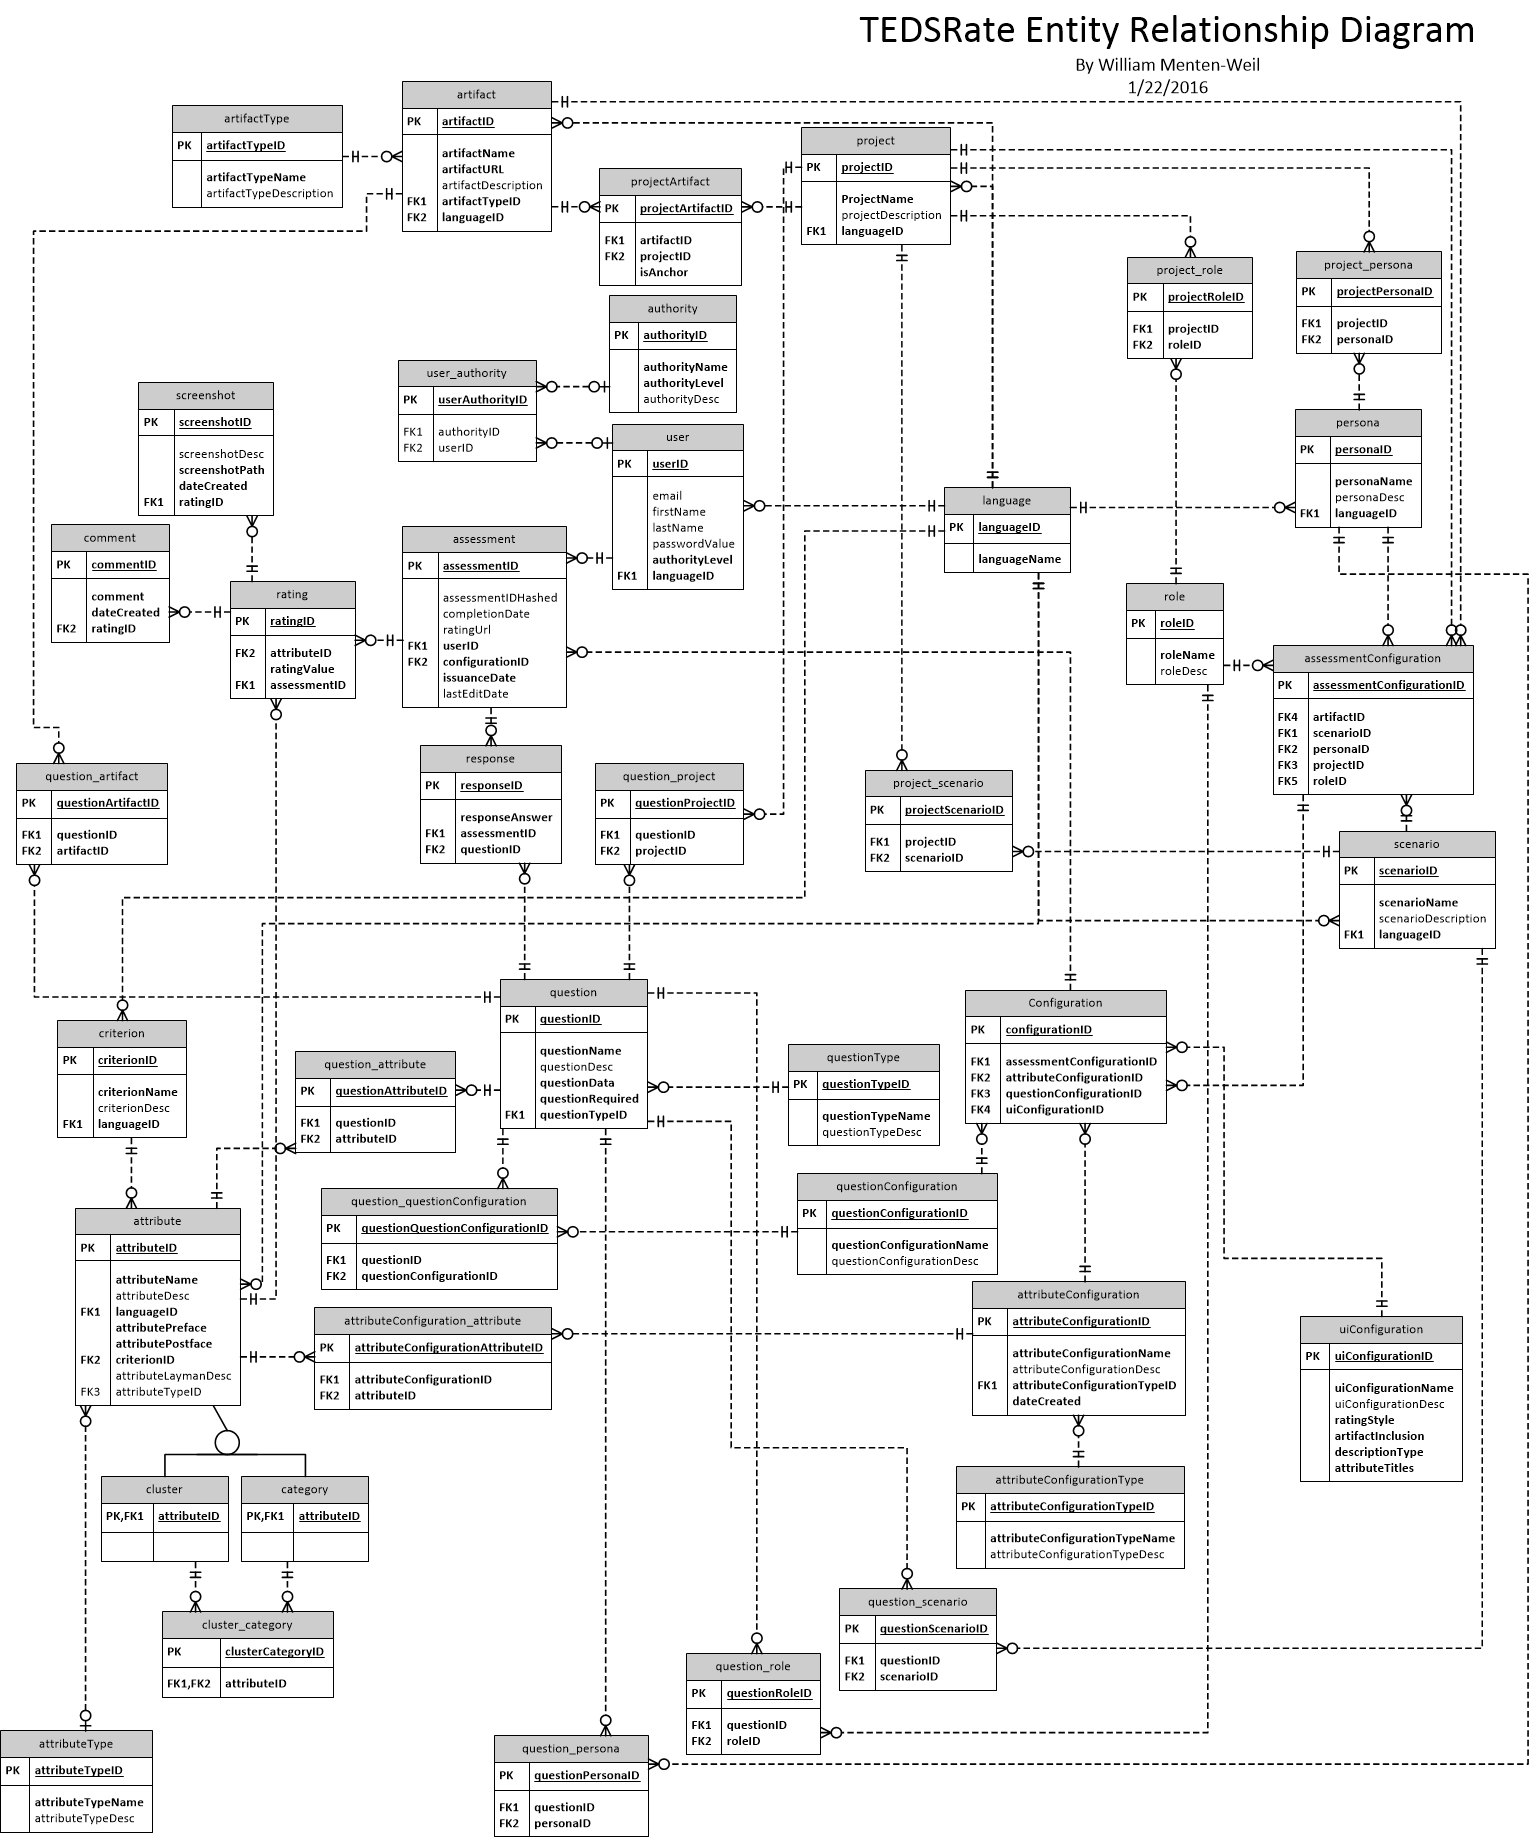 TEDSRate Entity Relationship Diagram
By William Menten-Weil
1/22/2016
artifact
PK artifactID
artifactName
artifactURL
artifactDescription
FK1 artifactTypeID
FK2 languageID
artifactType
PK artifactTypeID
artifactTypeName
artifactTypeDescription
project
PK projectID
ProjectName
projectDescription
FK1 languageID
projectArtifact
PK projectArtifactID
FK1 artifactID
FK2 projectID
isAnchor
project_role
PK projectRoleID
FK1 projectID
FK2 roleID
project_persona
PK projectPersonaID
FK1 projectID
FK2 personaID
authority
PK authorityID
authorityName
authorityLevel
authorityDesc
user_authority
PK userAuthorityID
FK1 authorityID
FK2 userID
screenshot
PK screenshotID
screenshotDesc
screenshotPath
dateCreated
FK1 ratingID
user
PK userID
email
firstName
lastName
passwordValue
authorityLevel
FK1 languageID
persona
PK personaID
personaName
personaDesc
FK1 languageID
language
PK languageID
languageName
comment
PK commentID
comment
dateCreated
FK2 ratingID
assessment
PK assessmentID
assessmentIDHashed
completionDate
ratingUrl
FK1 userID
FK2 configurationID
issuanceDate
lastEditDate
rating
PK ratingID
FK2 attributeID
ratingValue
FK1 assessmentID
role
PK roleID
roleName
roleDesc
assessmentConfiguration
PK assessmentConfigurationID
FK4 artifactID
FK1 scenarioID
FK2 personaID
FK3 projectID
FK5 roleID
response
PK responseID
responseAnswer
FK1 assessmentID
FK2 questionID
question_artifact
PK questionArtifactID
FK1 questionID
FK2 artifactID
question_project
PK questionProjectID
FK1 questionID
FK2 projectID
project_scenario
PK projectScenarioID
FK1 projectID
FK2 scenarioID
scenario
PK scenarioID
scenarioName
scenarioDescription
FK1 languageID
question
PK questionID
questionName
questionDesc
questionData
questionRequired
FK1 questionTypeID
Configuration
PK configurationID
FK1 assessmentConfigurationID
FK2 attributeConfigurationID
FK3 questionConfigurationID
FK4 uiConfigurationID
criterion
PK criterionID
criterionName
criterionDesc
FK1 languageID
question_attribute
PK questionAttributeID
FK1 questionID
FK2 attributeID
questionType
PK questionTypeID
questionTypeName
questionTypeDesc
questionConfiguration
PK questionConfigurationID
questionConfigurationName
questionConfigurationDesc
question_questionConfiguration
PK questionQuestionConfigurationID
FK1 questionID
FK2 questionConfigurationID
attribute
PK attributeID
attributeName
attributeDesc
FK1 languageID
attributePreface
attributePostface
FK2 criterionID
attributeLaymanDesc
FK3 attributeTypeID
attributeConfiguration_attribute
PK attributeConfigurationAttributeID
FK1 attributeConfigurationID
FK2 attributeID
attributeConfiguration
PK attributeConfigurationID
attributeConfigurationName
attributeConfigurationDesc
FK1 attributeConfigurationTypeID
dateCreated
uiConfiguration
PK uiConfigurationID
uiConfigurationName
uiConfigurationDesc
ratingStyle
artifactInclusion
descriptionType
attributeTitles
attributeConfigurationType
PK attributeConfigurationTypeID
attributeConfigurationTypeName
attributeConfigurationTypeDesc
cluster
PK,FK1 attributeID
category
PK,FK1 attributeID
cluster_category
PK clusterCategoryID
FK1,FK2 attributeID
question_scenario
PK questionScenarioID
FK1 questionID
FK2 scenarioID
question_role
PK questionRoleID
FK1 questionID
FK2 roleID
attributeType
PK attributeTypeID
attributeTypeName
attributeTypeDesc
question_persona
PK questionPersonaID
FK1 questionID
FK2 personaID